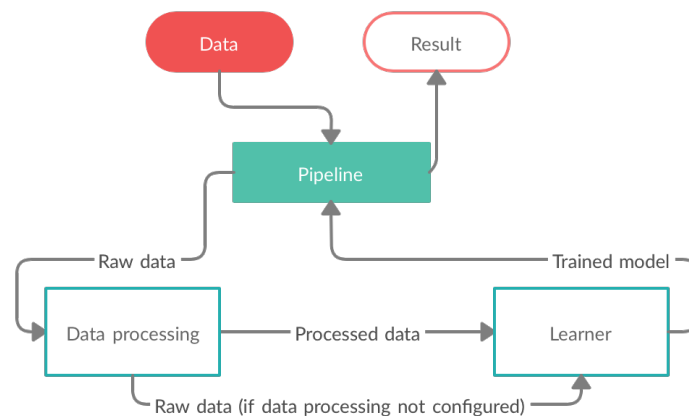 Data
Result
Pipeline
Raw data
Trained model
Data processing
Processed data
Learner
Raw data (if data processing not configured)